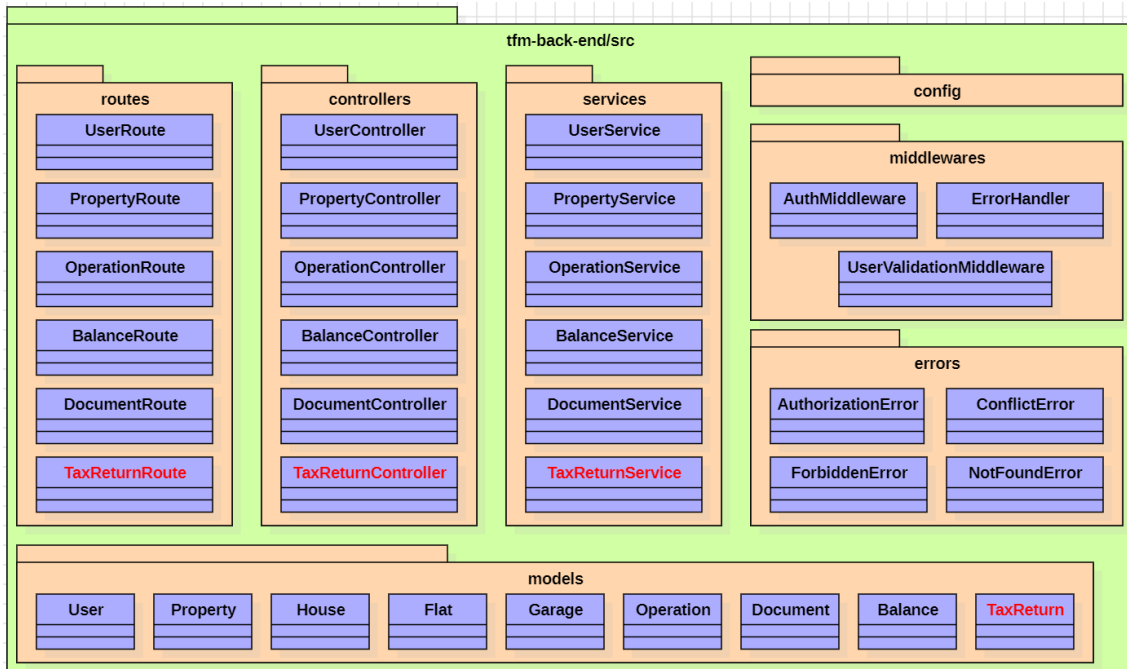 tfm-back-end/src
routes
UserRoute
PropertyRoute
OperationRoute
BalanceRoute
DocumentRoute
TaxReturnRoute
controllers
UserController
PropertyController
OperationController
BalanceController
DocumentController
TaxReturnController
services
UserService
PropertyService
OperationService
BalanceService
DocumentService
TaxReturnService
config
middlewares
AuthMiddleware
ErrorHandler
UserValidationMiddleware
errors
AuthorizationError
ConflictError
ForbiddenError
NotFoundError
models
User
Property
House
Flat
Garage
Operation
Document
Balance
TaxReturn